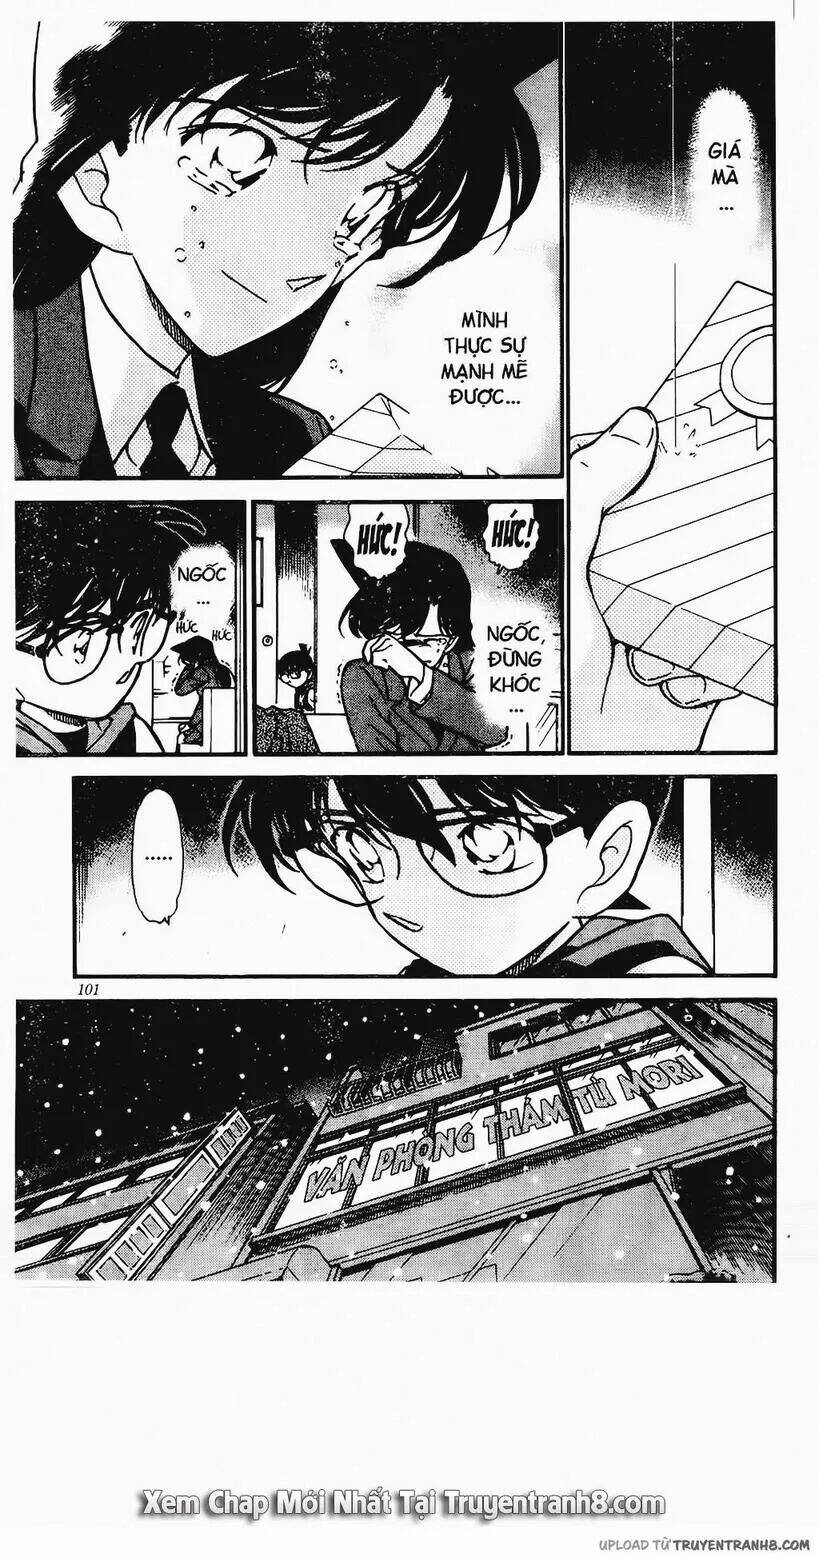 GIÁ
MÀ
...
MÌNH
THỰC SỰ
MẠNH MẼ
ĐƯỢC...
HỨC!
HỨC!
NGỐC,
ĐỪNG
KHÓC
...
NGỐC
...
HỨC
HỨC
......
101
VĂN PHÒNG THÁM TỬ MORI
Xem Chap Mới Nhất Tại Truyentranh8.com
UPLOAD TỪ TRUYENTRANH8.COM